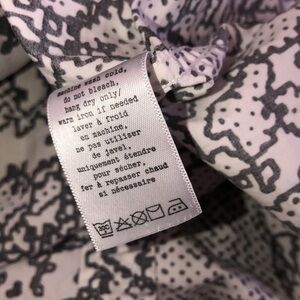 machine wash cold,
do not bleach,
hang dry only/
warm iron if needed
laver à froid
en machine,
ne pas utiliser
de javel,
uniquement étendre
pour sécher,
fer à repasser chaud
si nécessaire
30C